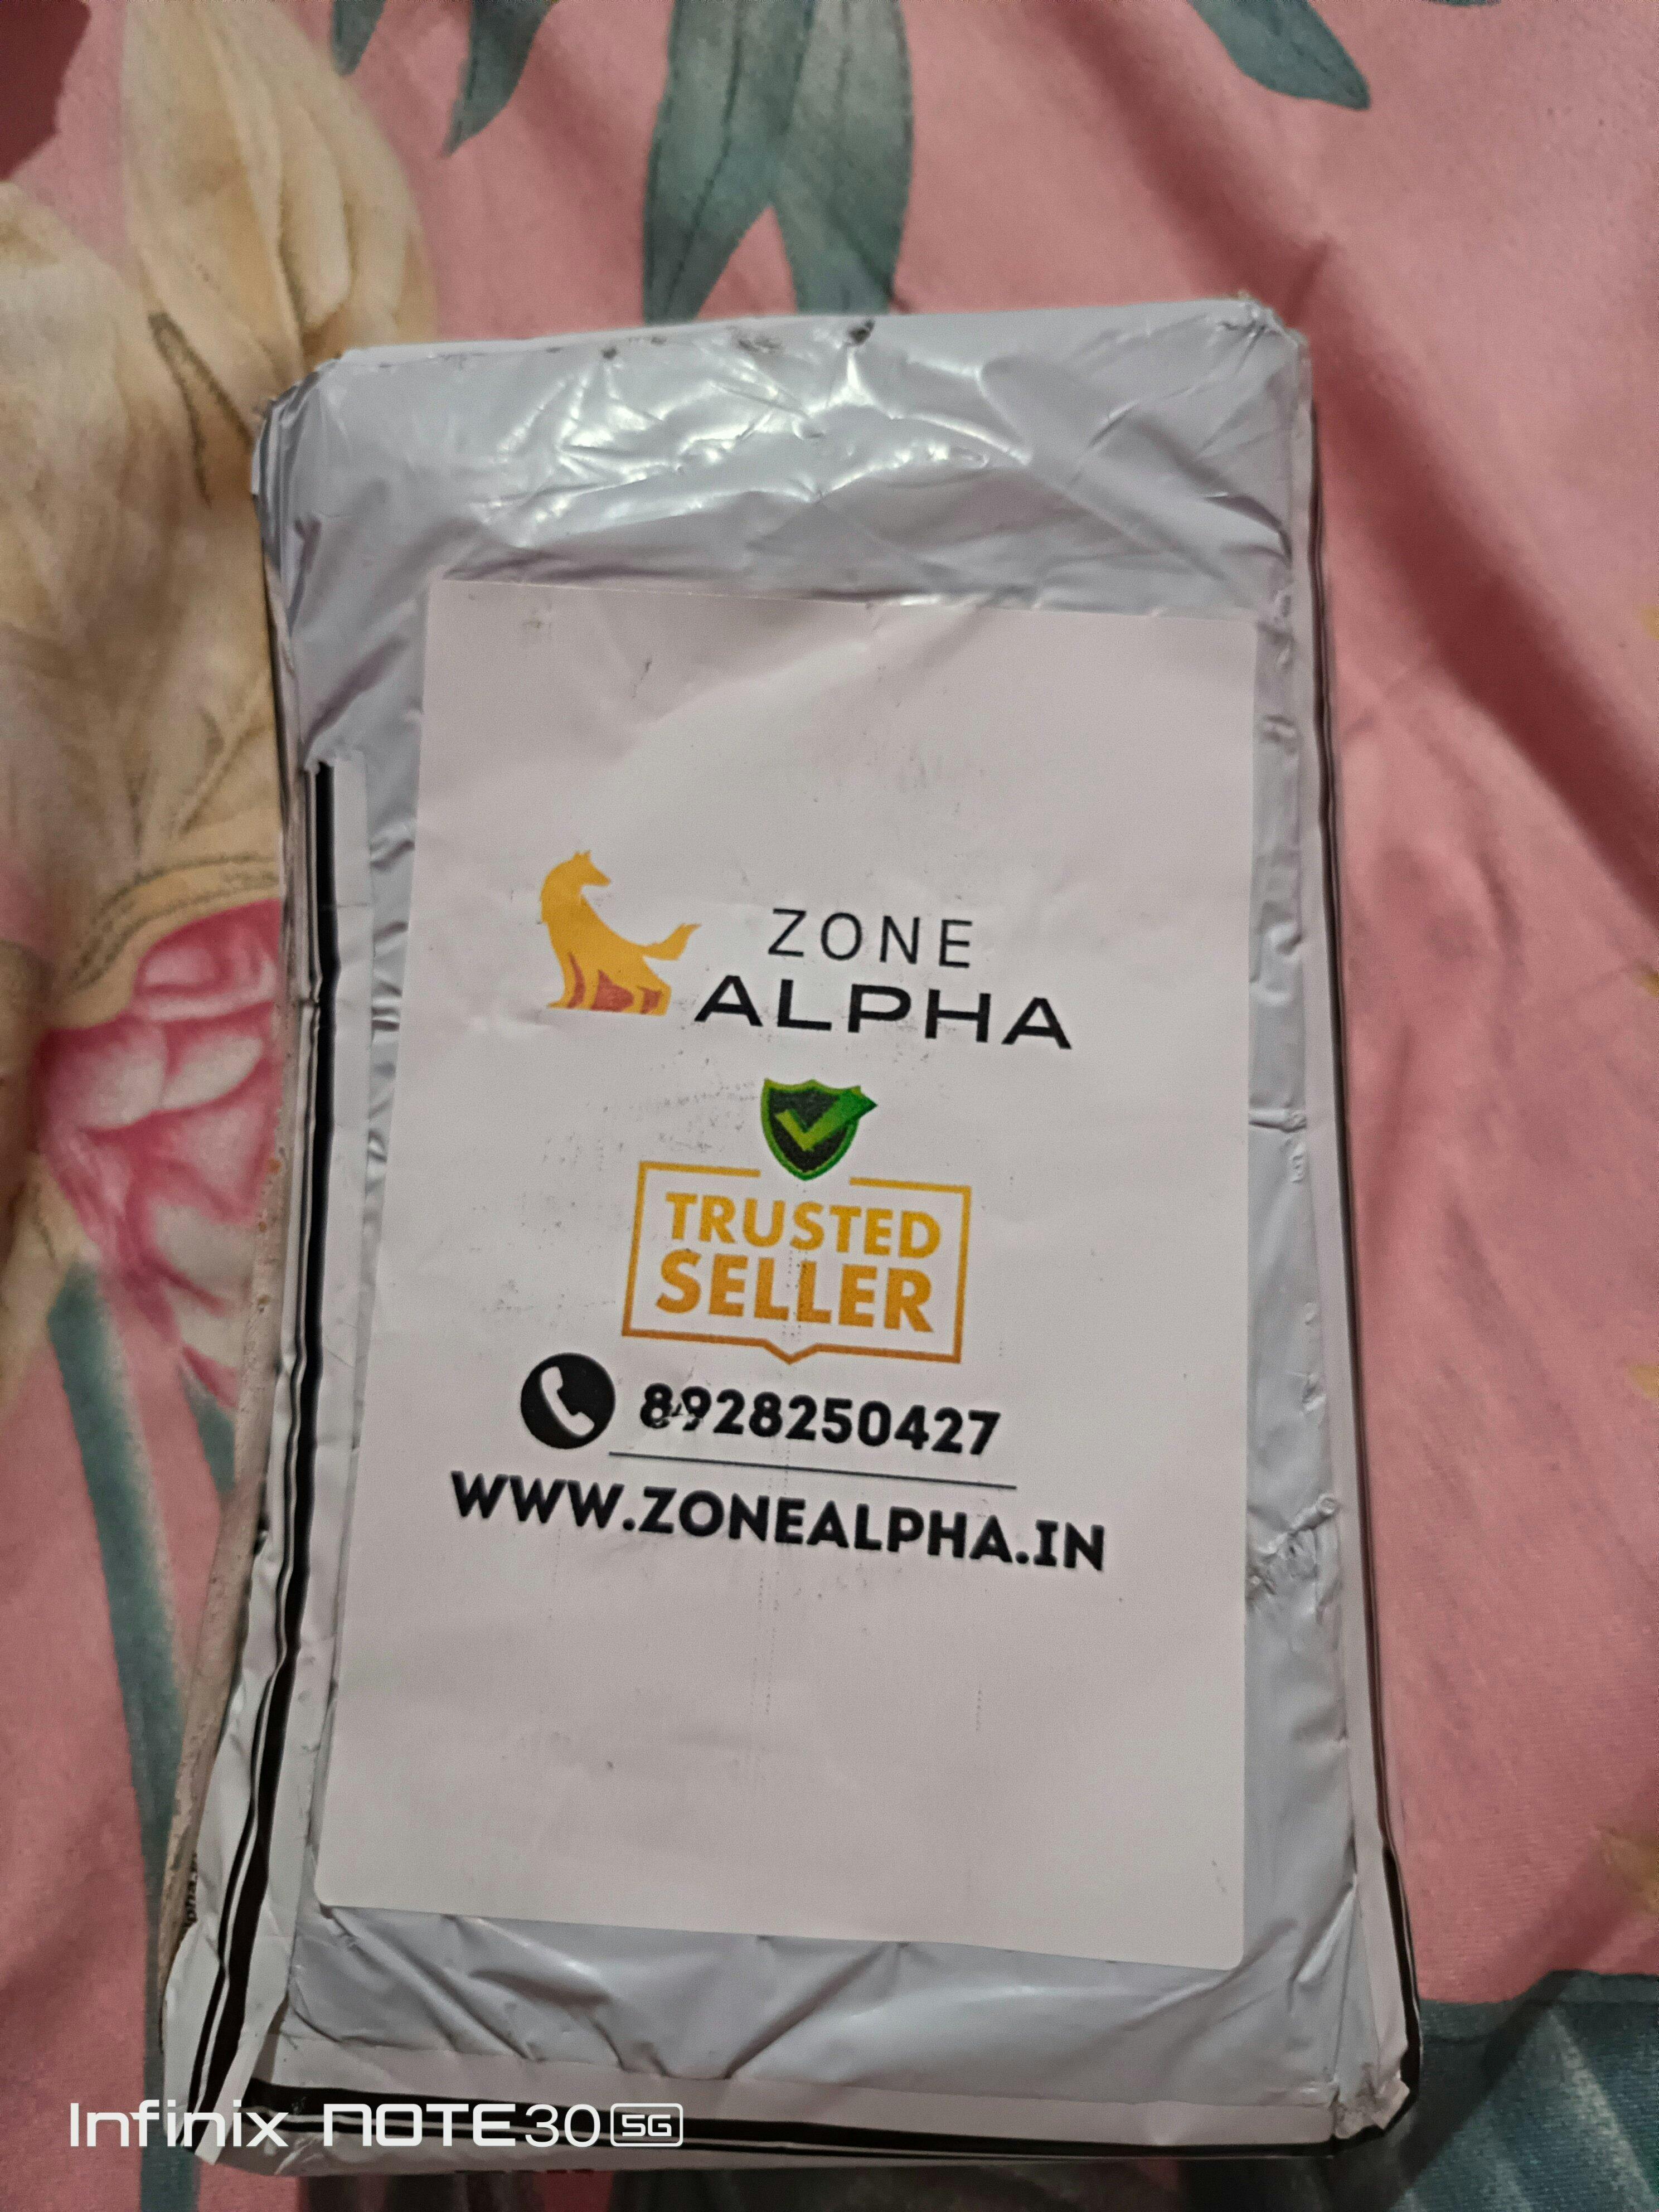 ZONE
ALPHA
TRUSTED
SELLER
8928250427
WWW.ZONEALPHA.IN
Infinix NOTE30 5G